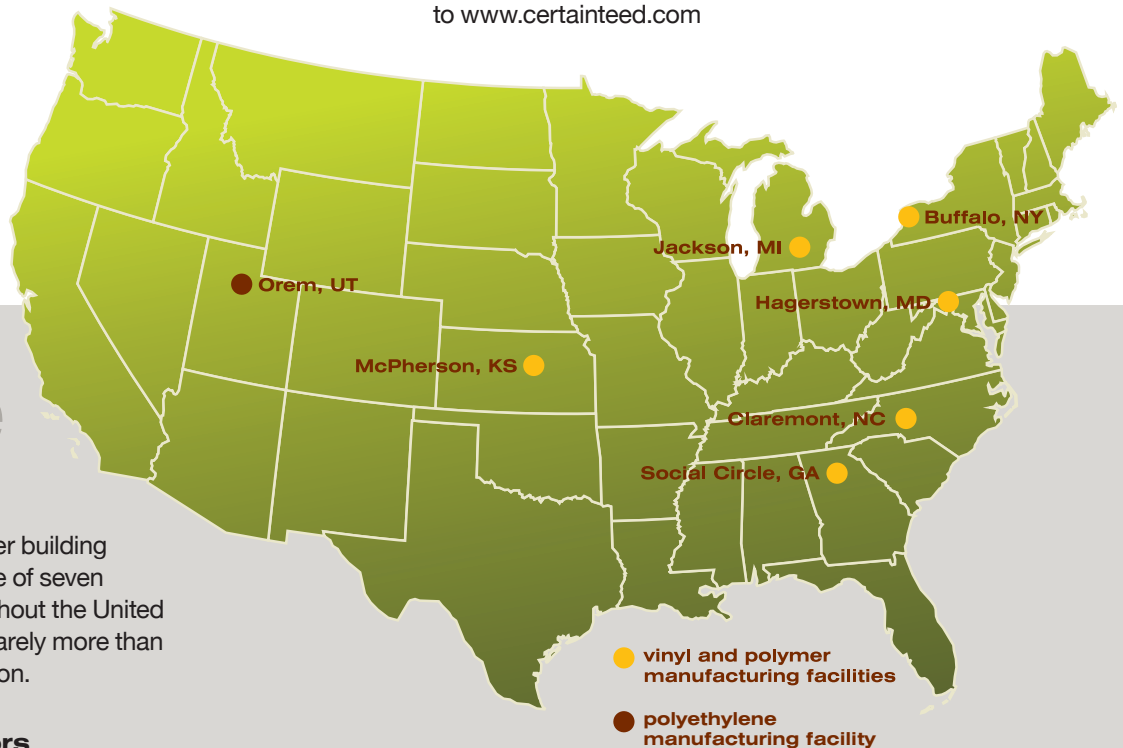 to www.certainteed.com
Buffalo, NY
Jackson, MI
Orem, UT
Hagerstown, MD
McPherson, KS
Claremont, NC
Social Circle, GA
er building
e of seven
hout the United
arely more than
on.
ors
vinyl and polymer
manufacturing facilities
polyethylene
manufacturing facility